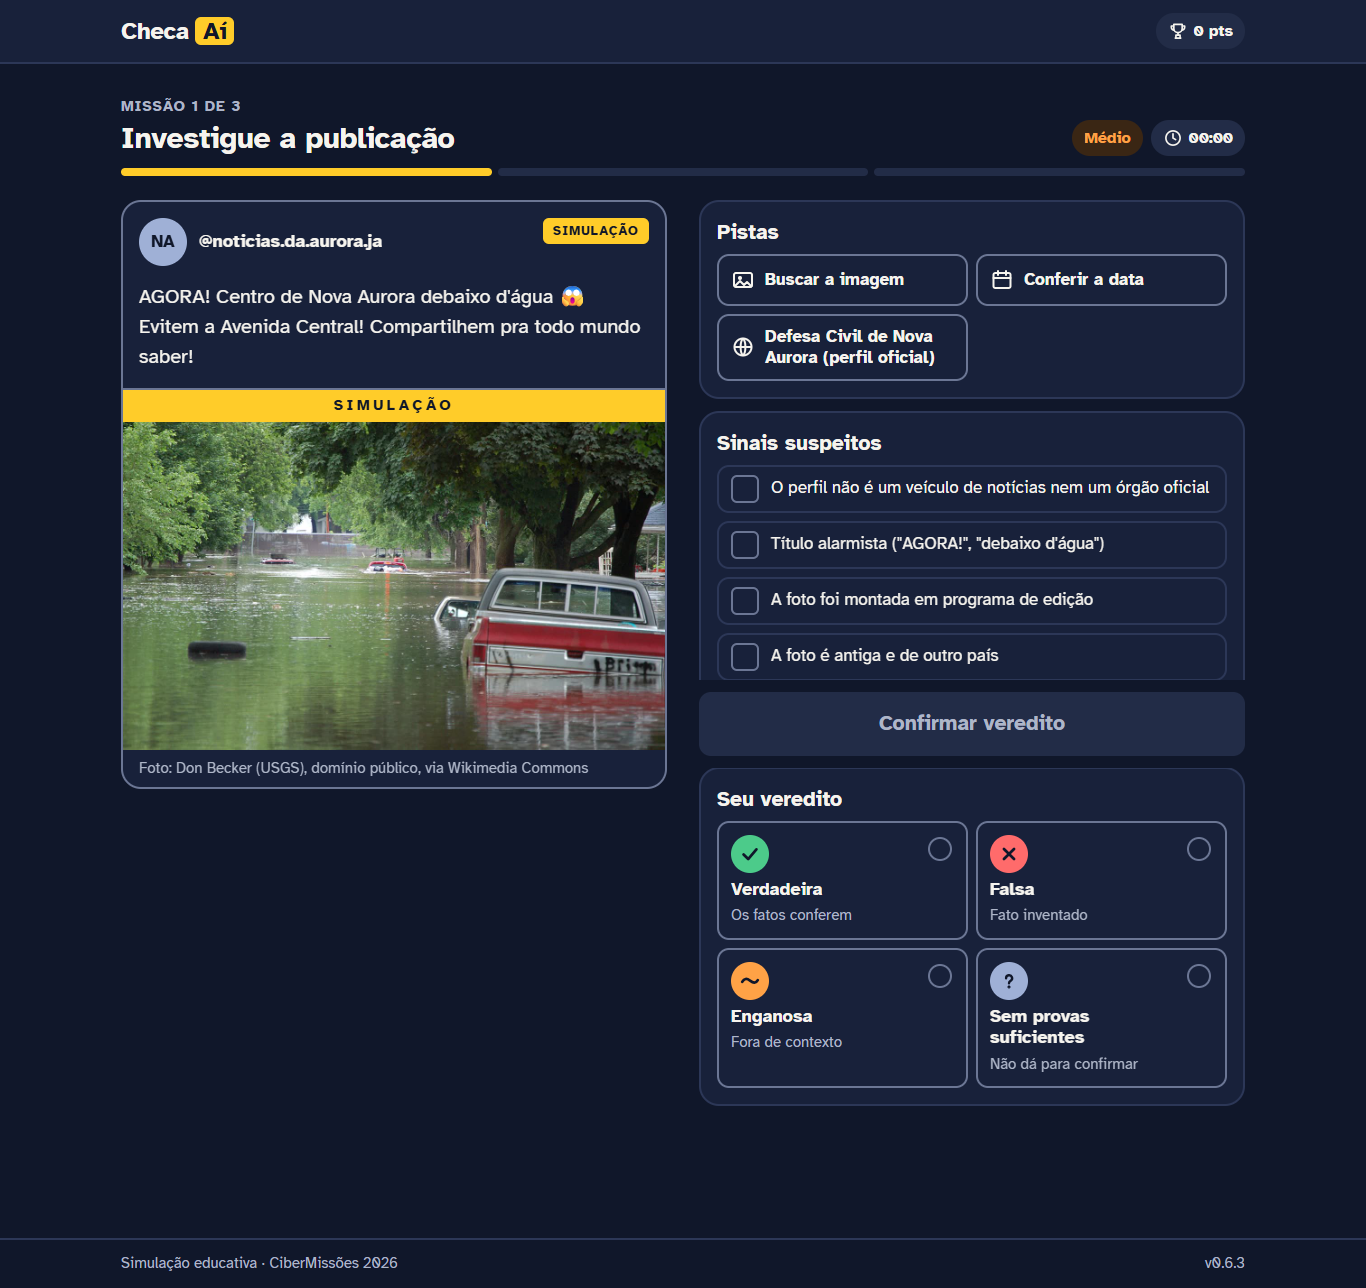 Checa Aí
0 pts
MISSÃO 1 DE 3
Investigue a publicação
Médio
00:00
NA
@noticias.da.aurora.ja
SIMULAÇÃO
AGORA! Centro de Nova Aurora debaixo d'água 😱
Evitem a Avenida Central! Compartilhem pra todo mundo
saber!
SIMULAÇÃO
Foto: Don Becker (USGS), domínio público, via Wikimedia Commons
Pistas
Buscar a imagem
Conferir a data
Defesa Civil de Nova
Aurora (perfil oficial)
Sinais suspeitos
O perfil não é um veículo de notícias nem um órgão oficial
Título alarmista ("AGORA!", "debaixo d'água")
A foto foi montada em programa de edição
A foto é antiga e de outro país
Confirmar veredito
Seu veredito
Verdadeira
Os fatos conferem
Falsa
Fato inventado
Enganosa
Fora de contexto
?
Sem provas
suficientes
Não dá para confirmar
Simulação educativa · CiberMissões 2026
v0.6.3